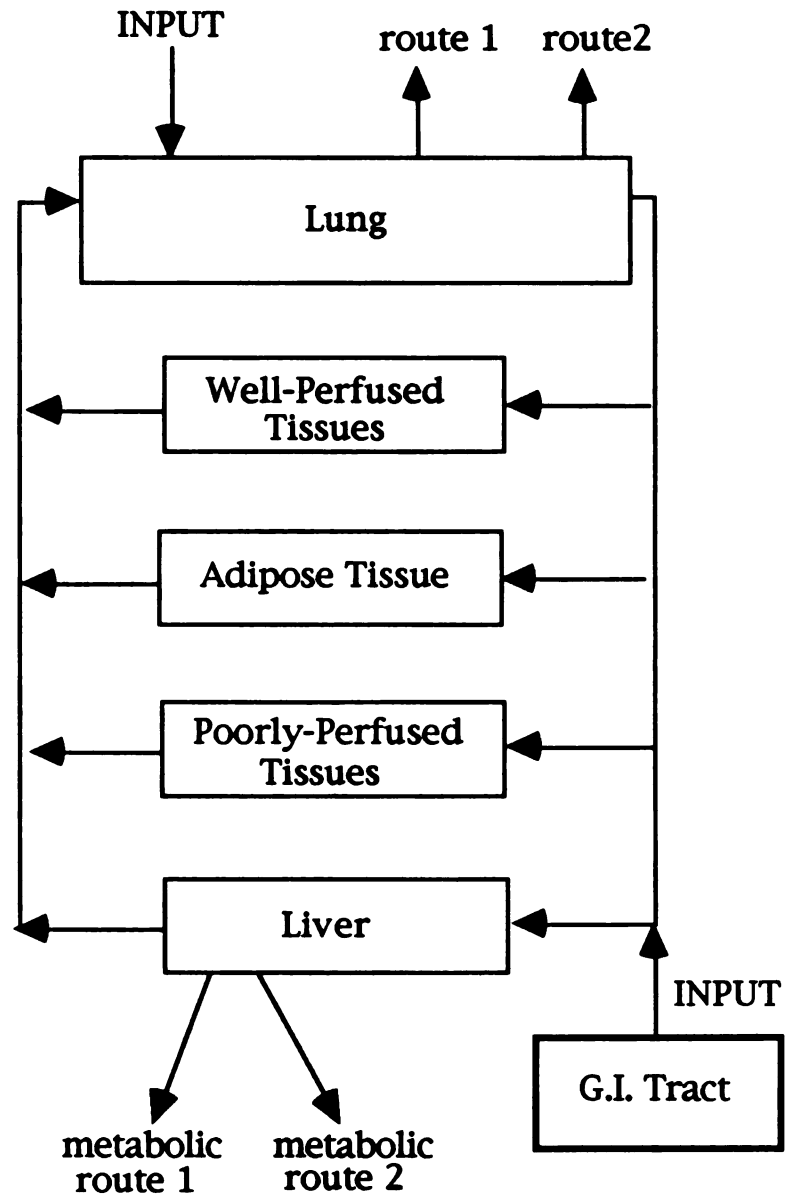 INPUT
route 1
route2
Lung
Well-Perfused
Tissues
Adipose Tissue
Poorly-Perfused
Tissues
Liver
INPUT
G.I. Tract
metabolic
route 1
metabolic
route 2